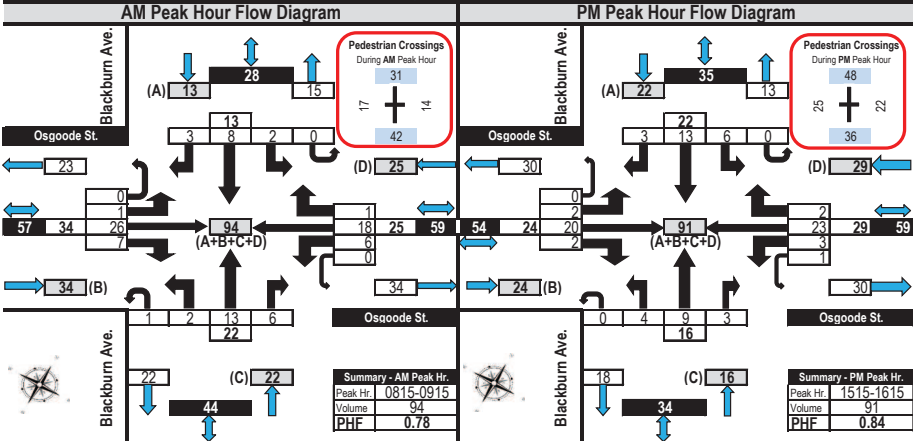 AM Peak Hour Flow Diagram
Blackburn Ave.
28
(A) 13
15
Pedestrian Crossings
During AM Peak Hour
31
17
14
42
13
3 8 2 0
Osgoode St.
23
(D) 25
0
1
57 34 26
7
94
(A+B+C+D)
1
18 25 59
6
0
34 (B)
34
1 2 13 6
22
Osgoode St.
Blackburn Ave.
22
(C) 22
44
Summary - AM Peak Hr.
Peak Hr. 0815-0915
Volume 94
PHF 0.78
PM Peak Hour Flow Diagram
Blackburn Ave.
35
(A) 22
13
Pedestrian Crossings
During PM Peak Hour
48
25
22
36
22
3 13 6 0
Osgoode St.
30
(D) 29
0
2
54 24 20
2
91
(A+B+C+D)
2
23 29 59
3
1
24 (B)
30
0 4 9 3
16
Osgoode St.
Blackburn Ave.
18
(C) 16
34
Summary - PM Peak Hr.
Peak Hr. 1515-1615
Volume 91
PHF 0.84